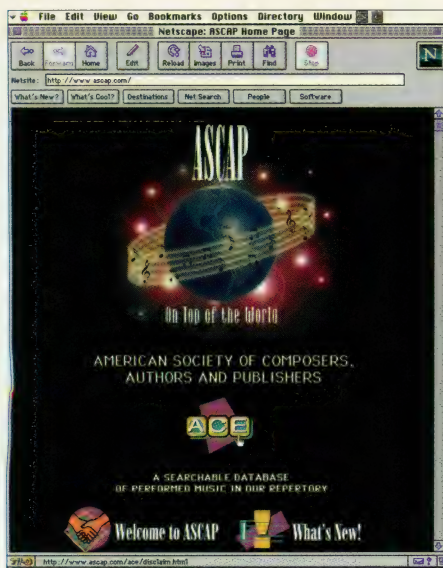 File Edit View Go Bookmarks Options Directory Window
Netscape: ASCAP Home Page
Back Forward Home Edit Reload Images Print Find Stop
N
Netsite: http://www.ascap.com/
What's New? What's Cool? Destinations Net Search People Software
ASCAP
On Top of the World
AMERICAN SOCIETY OF COMPOSERS,
AUTHORS AND PUBLISHERS
ACE
A SEARCHABLE DATABASE
OF PERFORMED MUSIC IN OUR REPERTORY
Welcome to ASCAP What's New!
http://www.ascap.com/ace/disclaim.html